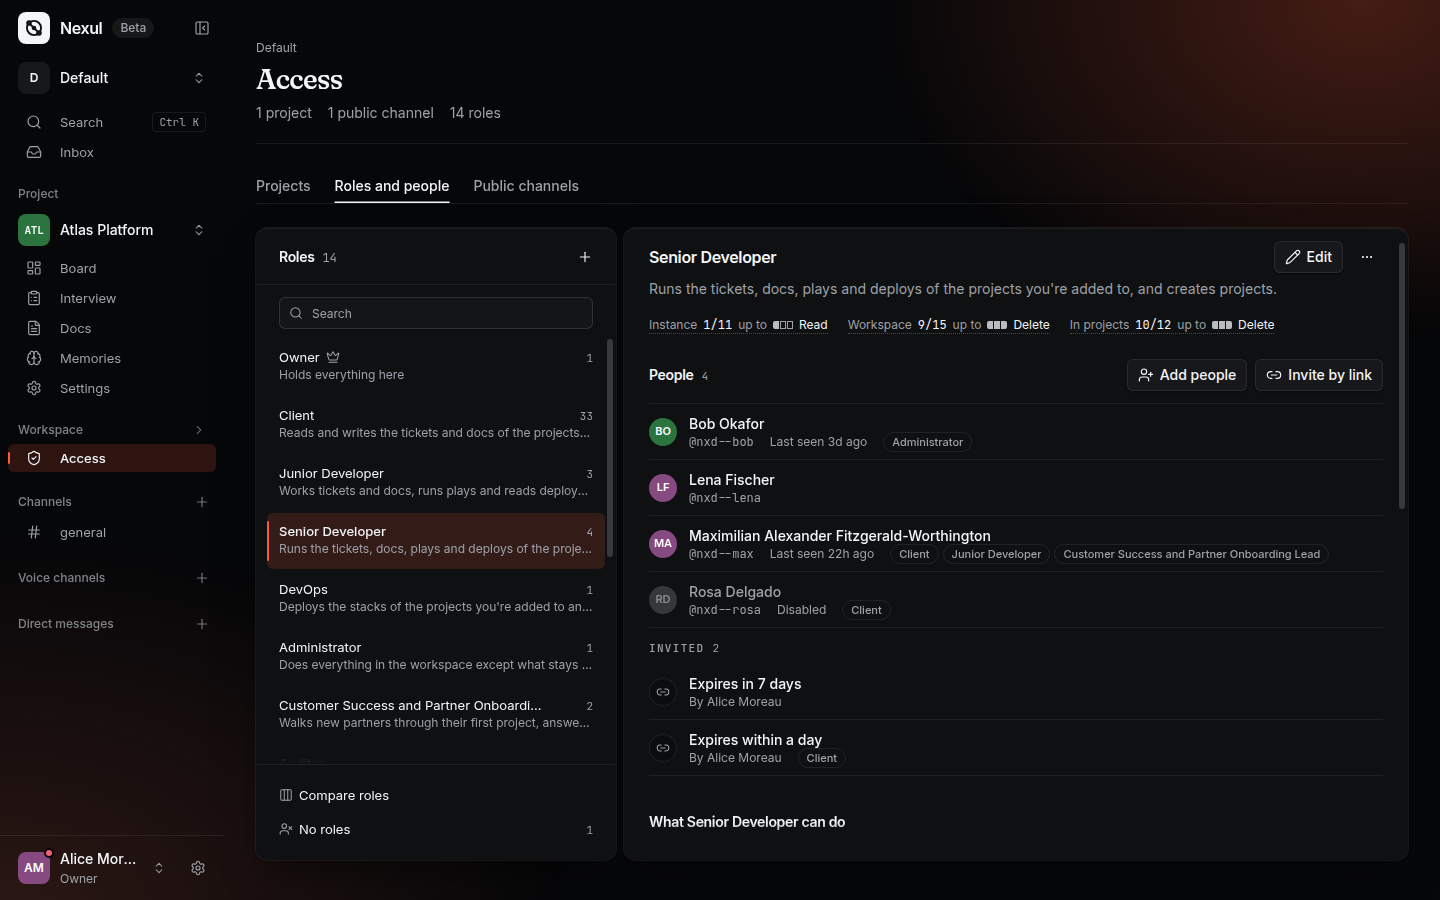 Nexul Beta
D Default
Search Ctrl K
Inbox
Project
ATL Atlas Platform
Board
Interview
Docs
Memories
Settings
Workspace
Access
Channels
general
Voice channels
Direct messages
AM Alice Mor...
Owner
Default
Access
1 project 1 public channel 14 roles
Projects Roles and people Public channels
Roles 14
Search
Owner 1
Holds everything here
Client 33
Reads and writes the tickets and docs of the projects...
Junior Developer 3
Works tickets and docs, runs plays and reads deploy...
Senior Developer 4
Runs the tickets, docs, plays and deploys of the proje...
DevOps 1
Deploys the stacks of the projects you're added to an...
Administrator 1
Does everything in the workspace except what stays ...
Customer Success and Partner Onboardi... 2
Walks new partners through their first project, answe...
Compare roles
No roles 1
Senior Developer Edit
Runs the tickets, docs, plays and deploys of the projects you're added to, and creates projects.
Instance 1/11 up to Read Workspace 9/15 up to Delete In projects 10/12 up to Delete
People 4 Add people Invite by link
BO Bob Okafor
@nxd--bob Last seen 3d ago Administrator
LF Lena Fischer
@nxd--lena
MA Maximilian Alexander Fitzgerald-Worthington
@nxd--max Last seen 22h ago Client Junior Developer Customer Success and Partner Onboarding Lead
RD Rosa Delgado
@nxd--rosa Disabled Client
INVITED 2
Expires in 7 days
By Alice Moreau
Expires within a day
By Alice Moreau Client
What Senior Developer can do